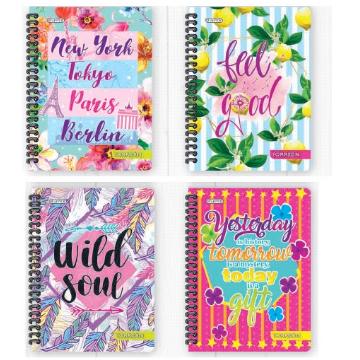 New York
Tokyo
Paris
Berlin
feel
good
Wild
soul
Yesterday
is history
tomorrow
is a mystery
today
is a
gift